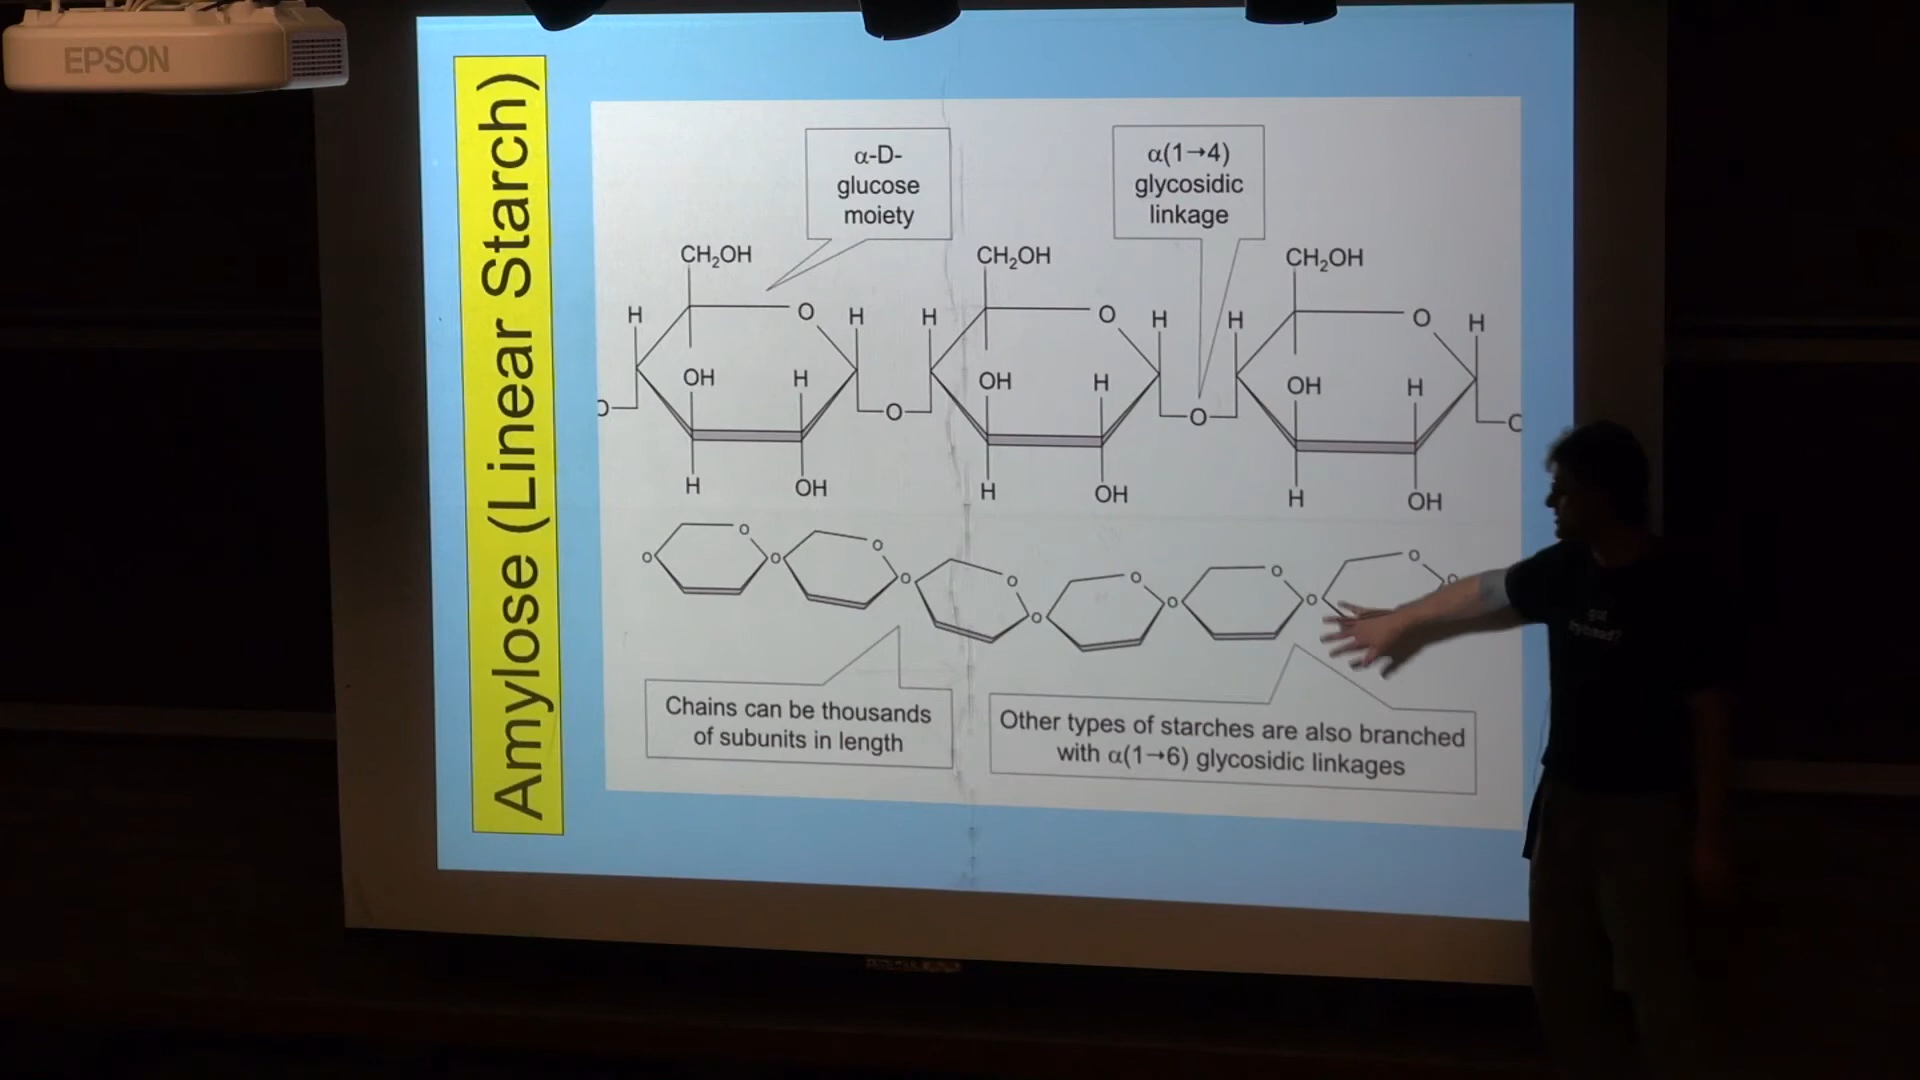 EPSON
Amylose (Linear Starch)
α-D-
glucose
moiety
α(1→4)
glycosidic
linkage
CH₂OH
CH₂OH
CH₂OH
H
O
H
H
O
H
H
O
H
OH
H
OH
H
OH
H
O
O
O
O
H
OH
H
OH
H
OH
O
O
O
O
O
O
O
O
O
O
O
O
O
Chains can be thousands
of subunits in length
Other types of starches are also branched
with α(1→6) glycosidic linkages
got